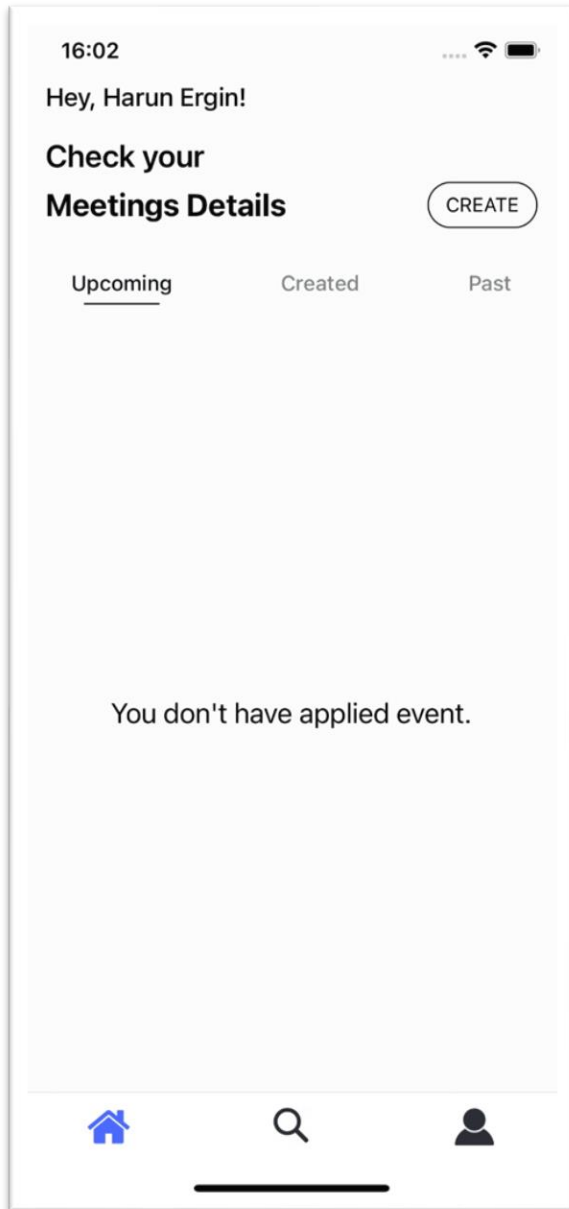 16:02
Hey, Harun Ergin!
Check your
Meetings Details
CREATE
Upcoming Created Past
You don't have applied event.